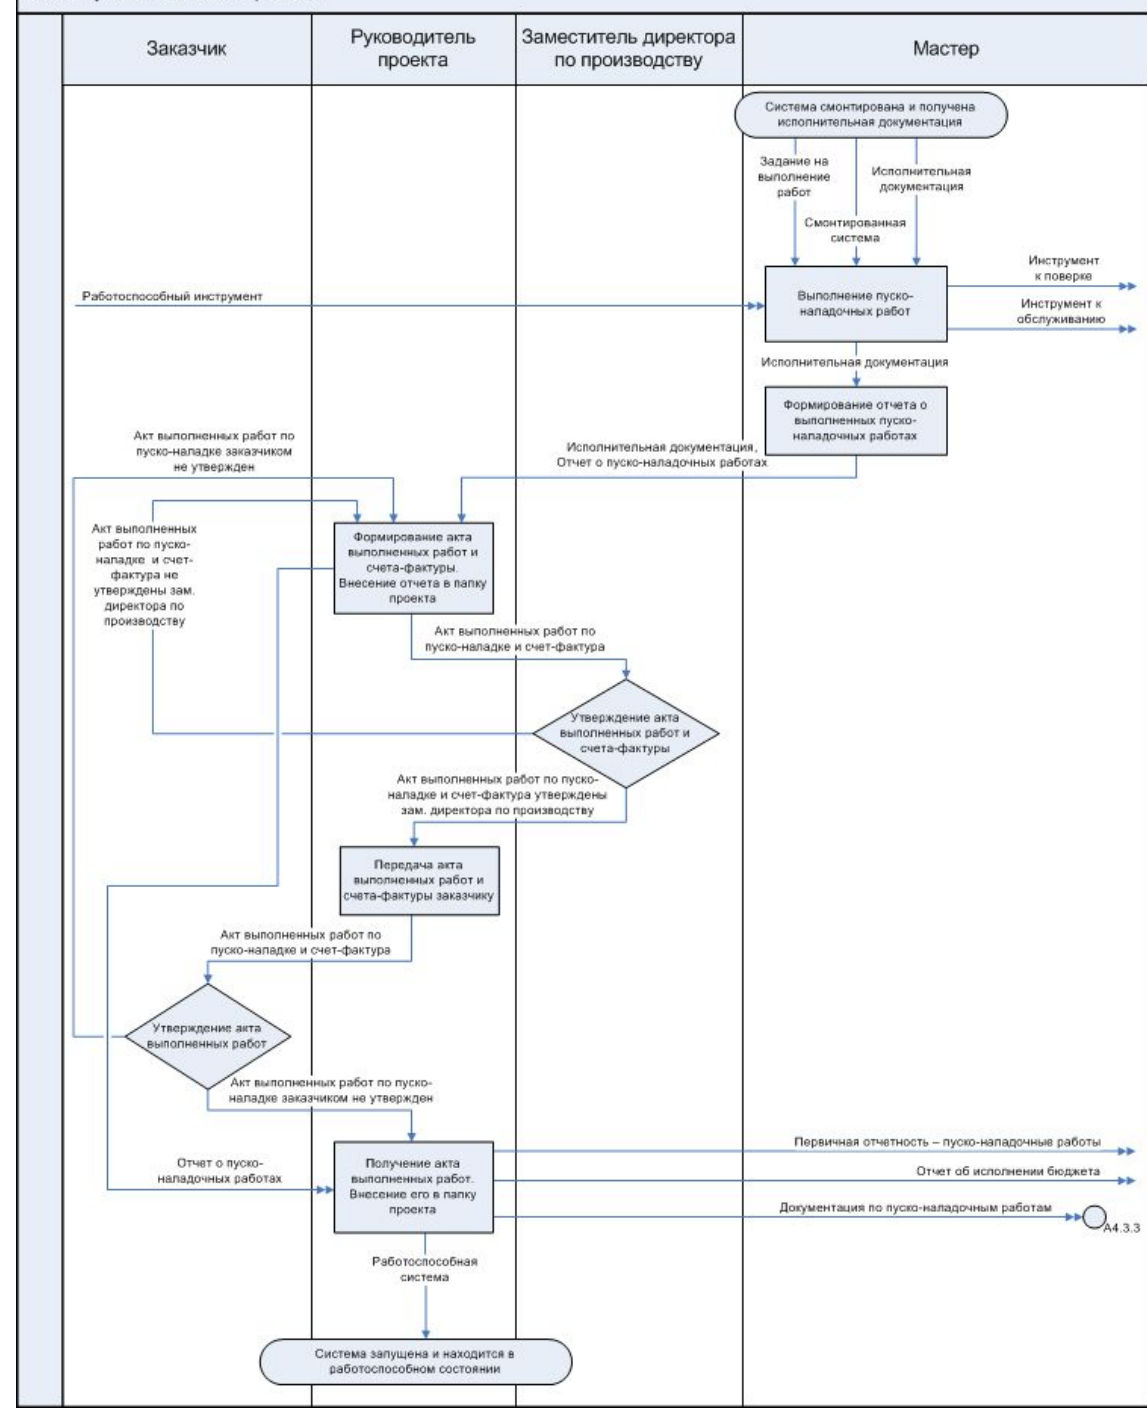 Заказчик
Руководитель
проекта
Заместитель директора
по производству
Мастер
Система смонтирована и получена
исполнительная документация
Задание на
выполнение
работ
Исполнительная
документация
Смонтированная
система
Инструмент
к поверке
Работоспособный инструмент
Выполнение пуско-
наладочных работ
Инструмент к
обслуживанию
Исполнительная документация
Формирование отчета о
выполненных пуско-
наладочных работах
Акт выполненных работ по
пуско-наладке заказчиком
не утвержден
Исполнительная документация,
Отчет о пуско-наладочных работах
Акт выполненных
работ по пуско-
наладке и счет-
фактура не
утверждены зам.
директора по
производству
Формирование акта
выполненных работ и
счета-фактуры.
Внесение отчета в папку
проекта
Акт выполненных работ по
пуско-наладке и счет-фактура
Утверждение акта
выполненных работ и
счета-фактуры
Акт выполненных работ по пуско-
наладке и счет-фактура утверждены
зам. директора по производству
Передача акта
выполненных работ и
счета-фактуры заказчику
Акт выполненных работ по
пуско-наладке и счет-фактура
Утверждение акта
выполненных работ
Акт выполненных работ по пуско-
наладке заказчиком не утвержден
Отчет о пуско-
наладочных работах
Получение акта
выполненных работ.
Внесение его в папку
проекта
Первичная отчетность – пуско-наладочные работы
Отчет об исполнении бюджета
Документация по пуско-наладочным работам
А4.3.3
Работоспособная
система
Система запущена и находится в
работоспособном состоянии